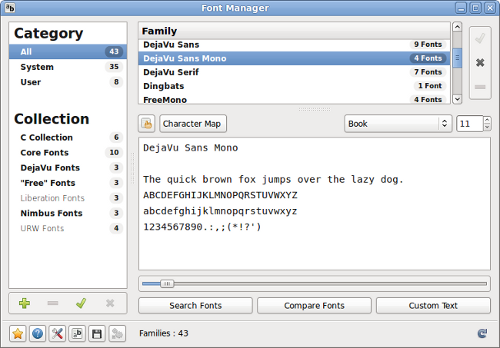 Font Manager
Category
All 43
System 35
User 8
Collection
C Collection 6
Core Fonts 10
DejaVu Fonts 3
"Free" Fonts 3
Liberation Fonts 3
Nimbus Fonts 3
URW Fonts 4
Family
DejaVu Sans 9 Fonts
DejaVu Sans Mono 4 Fonts
DejaVu Serif 7 Fonts
Dingbats 1 Font
FreeMono 4 Fonts
Character Map Book 11
DejaVu Sans Mono
The quick brown fox jumps over the lazy dog.
ABCDEFGHIJKLMNOPQRSTUVWXYZ
abcdefghijklmnopqrstuvwxyz
1234567890.:,;(*!?')
Search Fonts Compare Fonts Custom Text
Families : 43